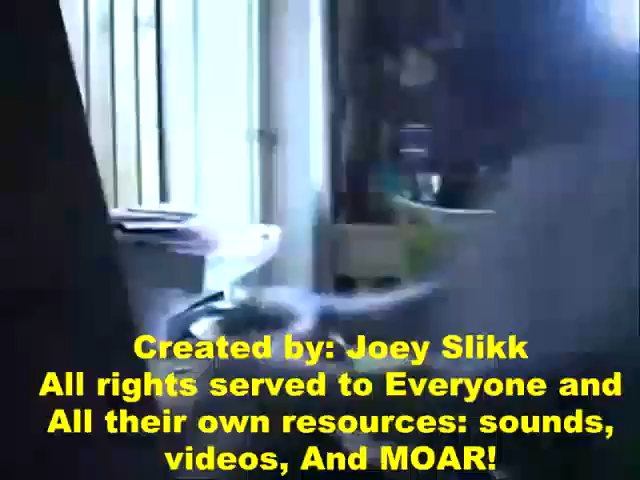 Created by: Joey Slikk
All rights served to Everyone and
All their own resources: sounds,
videos, And MOAR!